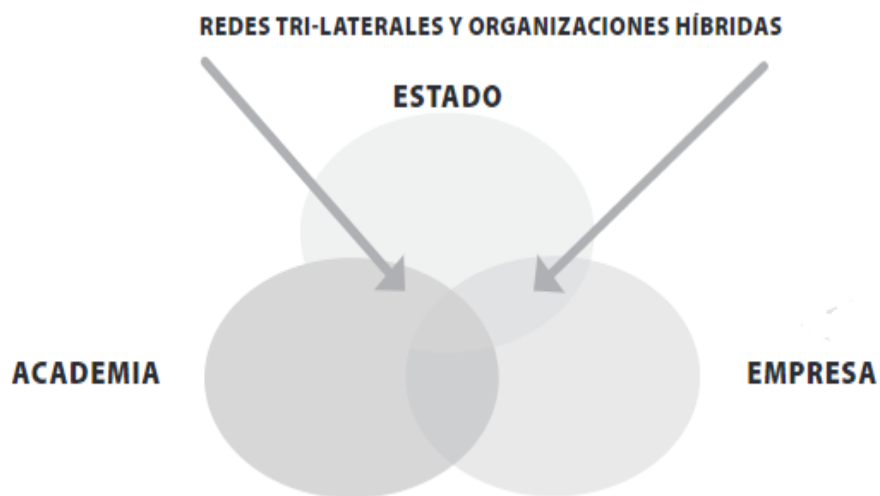 REDES TRI-LATERALES Y ORGANIZACIONES HÍBRIDAS
ESTADO
ACADEMIA
EMPRESA